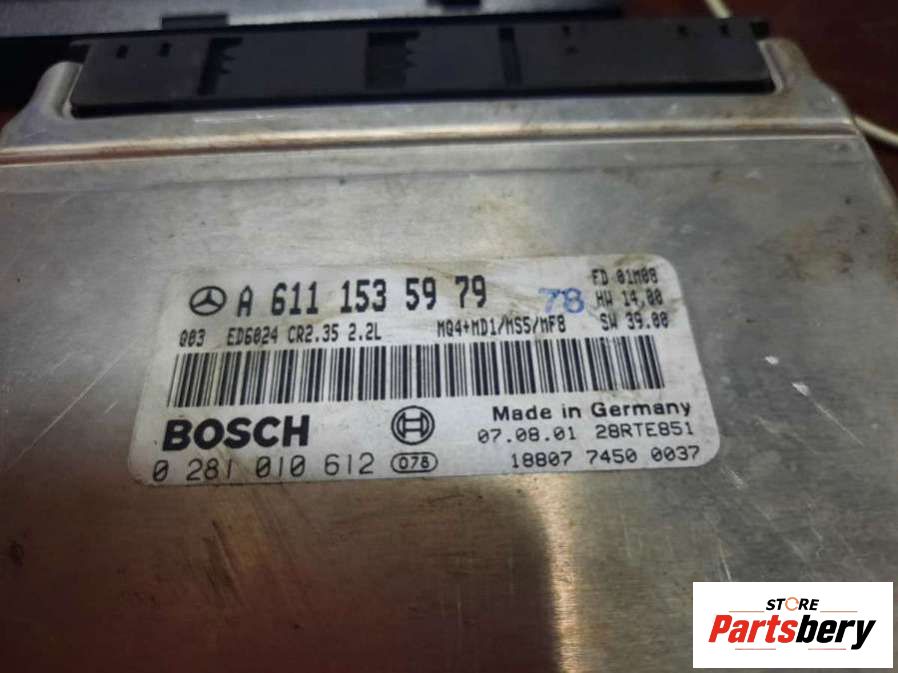 A 611 153 59 79
78
ED 01M08
HW 14,00
SW 39.00
Q03 ED6024 CR2.35 2.2L MQ4+MD1/MS5/MF8
BOSCH
Made in Germany
07.08.01 28RTE851
0 281 010 612 078
18807 7450 0037
STORE
Partsbery